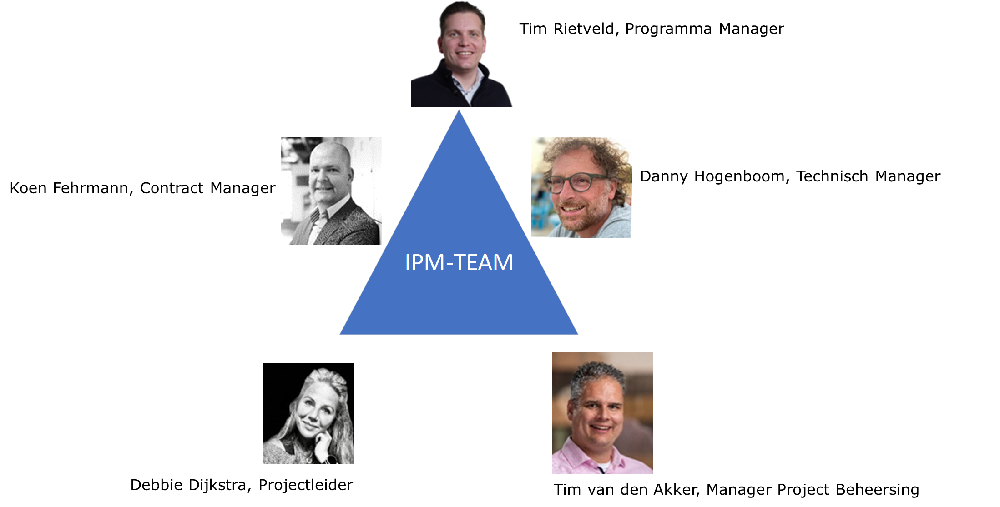 Tim Rietveld, Programma Manager
Koen Fehrmann, Contract Manager
Danny Hogenboom, Technisch Manager
IPM-TEAM
Debbie Dijkstra, Projectleider
Tim van den Akker, Manager Project Beheersing